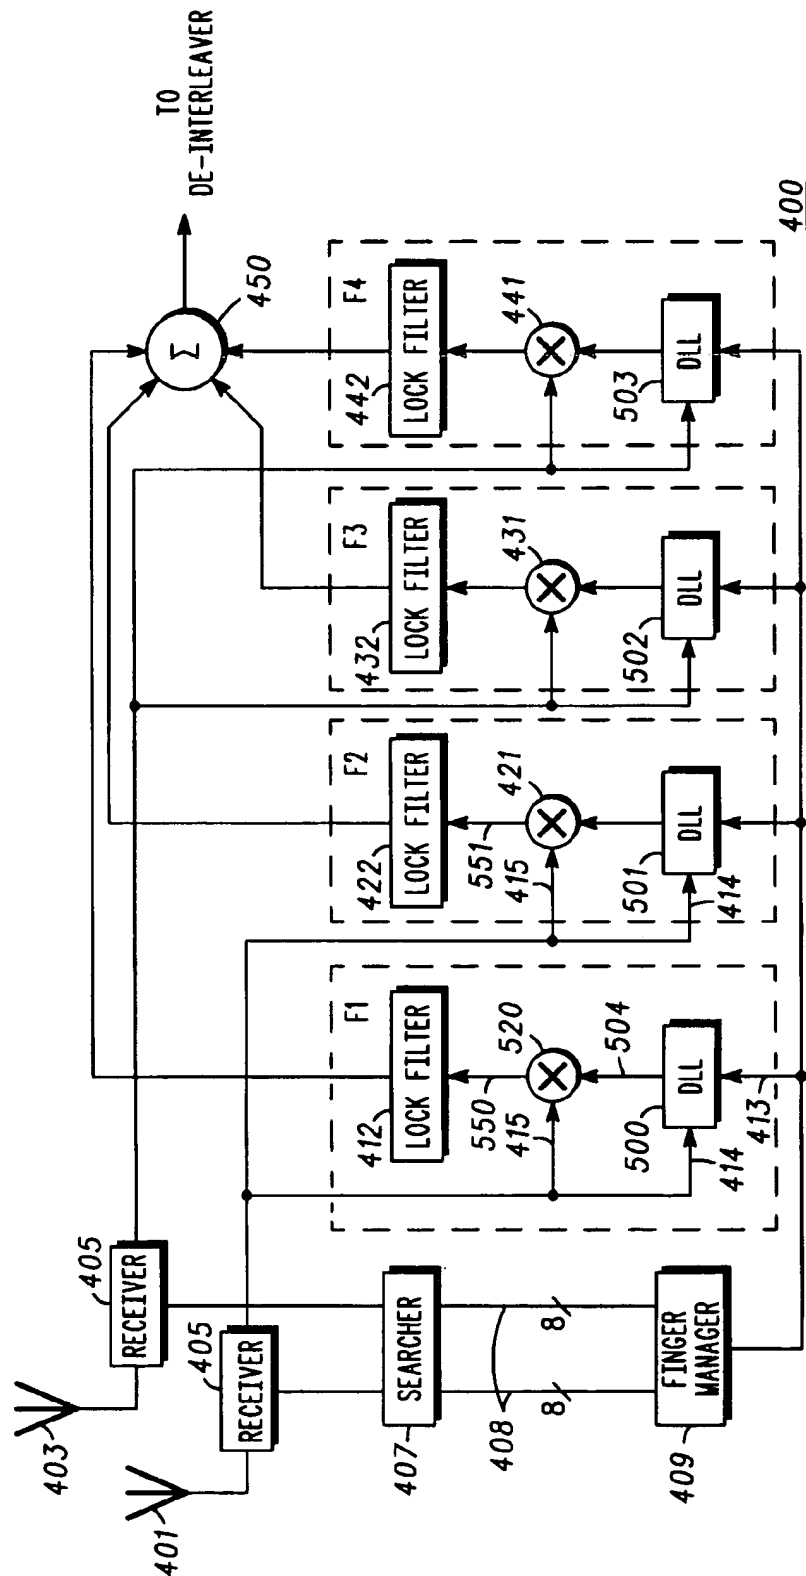 TO
DE-INTERLEAVER
450
403
405
RECEIVER
401
405
RECEIVER
F1
F2
F3
F4
412
LOCK FILTER
422
LOCK FILTER
432
LOCK FILTER
442
LOCK FILTER
Σ
407
SEARCHER
550
415
520
551
415
421
431
441
408
8
8
504
500
DLL
414
413
501
DLL
414
502
DLL
503
DLL
409
FINGER
MANAGER
400